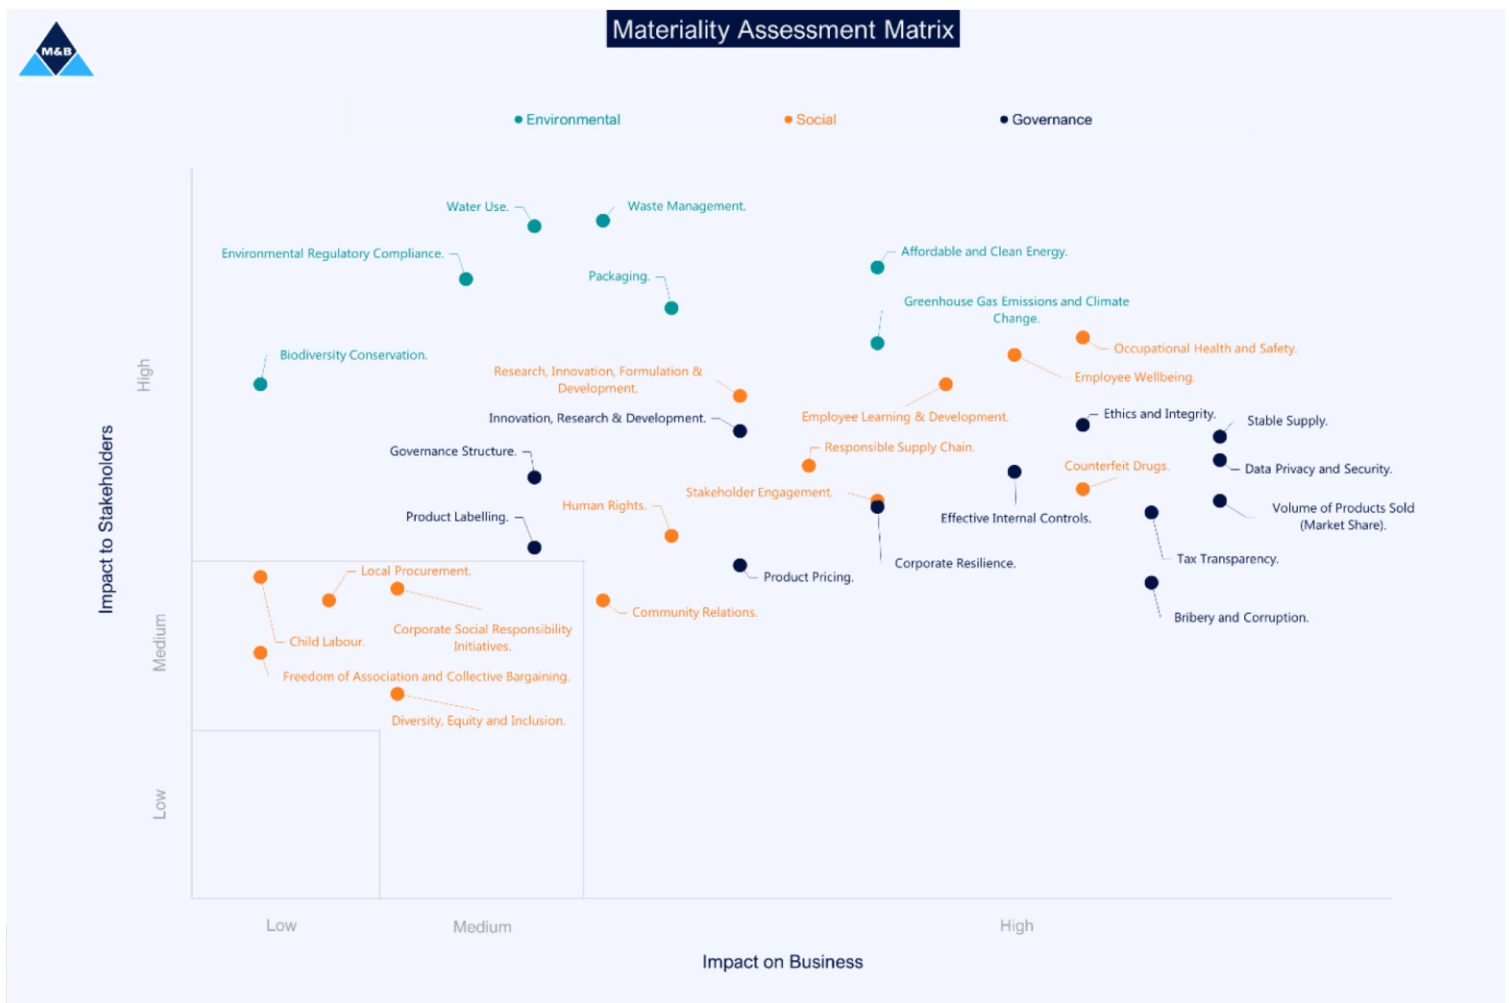 Materiality Assessment Matrix
M&B
Environmental
Social
Governance
Water Use.
Waste Management.
Environmental Regulatory Compliance.
Affordable and Clean Energy.
Packaging.
Greenhouse Gas Emissions and Climate
Change.
Biodiversity Conservation.
Occupational Health and Safety.
Research, Innovation, Formulation &
Development.
Employee Wellbeing.
Innovation, Research & Development.
Employee Learning & Development.
Ethics and Integrity.
Stable Supply.
Governance Structure.
Responsible Supply Chain.
Counterfeit Drugs.
Data Privacy and Security.
Stakeholder Engagement.
Human Rights.
Product Labelling.
Effective Internal Controls.
Volume of Products Sold
(Market Share).
Corporate Resilience.
Tax Transparency.
Local Procurement.
Product Pricing.
Community Relations.
Bribery and Corruption.
Corporate Social Responsibility
Initiatives.
Child Labour.
Freedom of Association and Collective Bargaining.
Diversity, Equity and Inclusion.
High
Medium
Low
Impact to Stakeholders
Low
Medium
High
Impact on Business